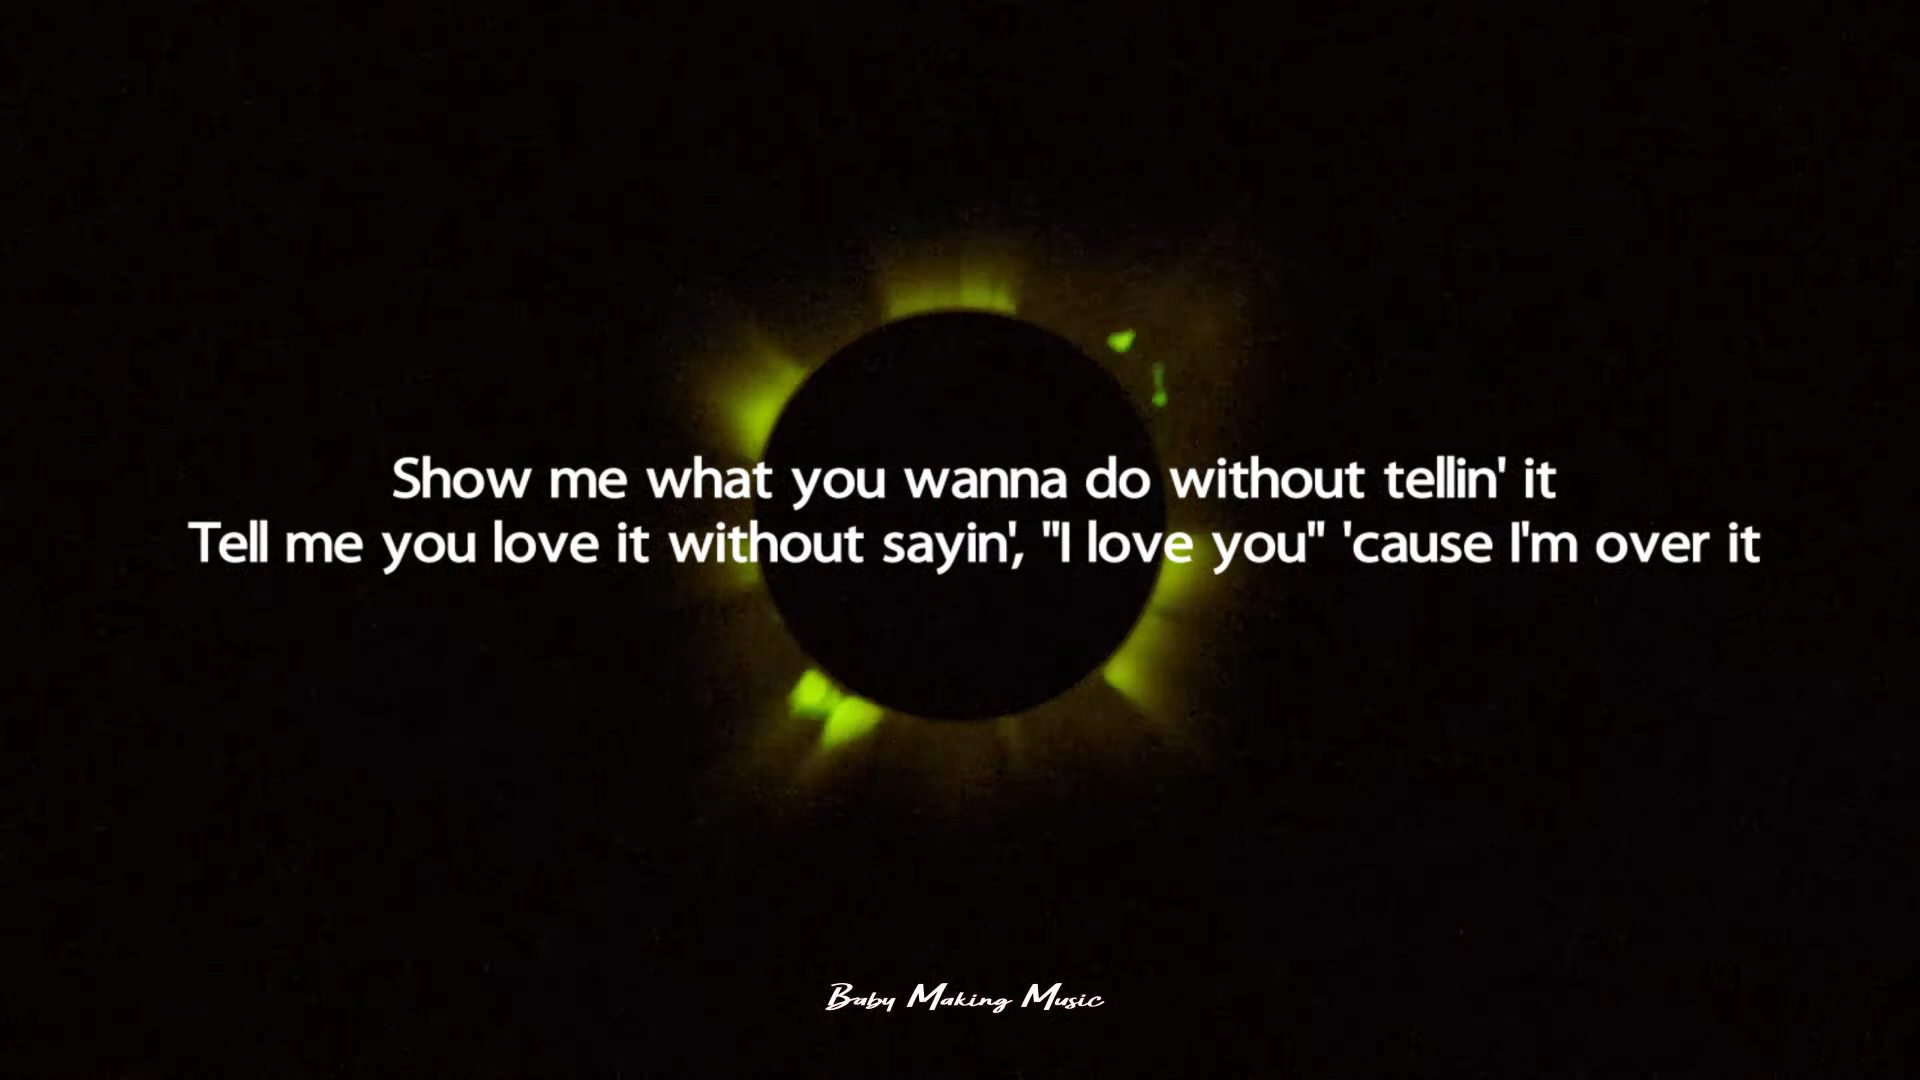 Show me what you wanna do without tellin' it
Tell me you love it without sayin', "I love you" 'cause I'm over it
Baby Making Music